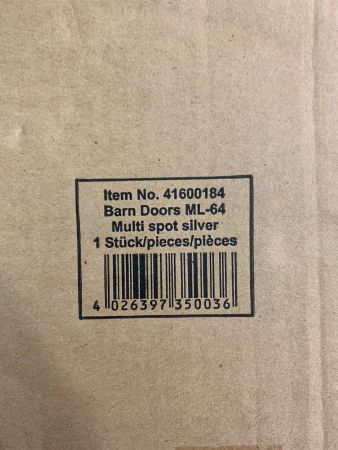 Item No. 41600184
Barn Doors ML-64
Multi spot silver
1 Stück/pieces/pièces
4 026397 350036